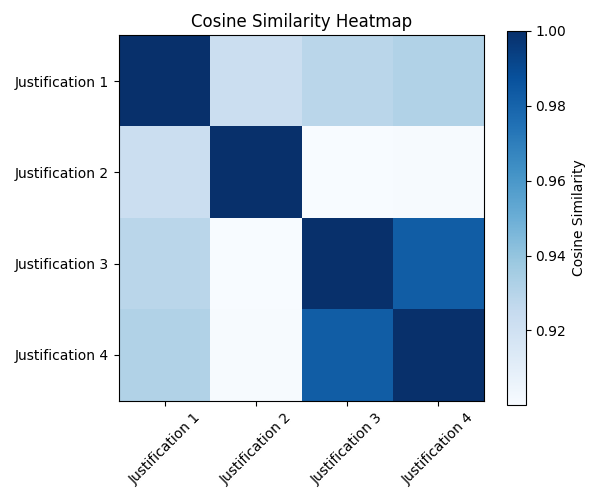 Cosine Similarity Heatmap
Justification 1
Justification 2
Justification 3
Justification 4
Justification 1
Justification 2
Justification 3
Justification 4
1.00
0.98
0.96
0.94
0.92
Cosine Similarity